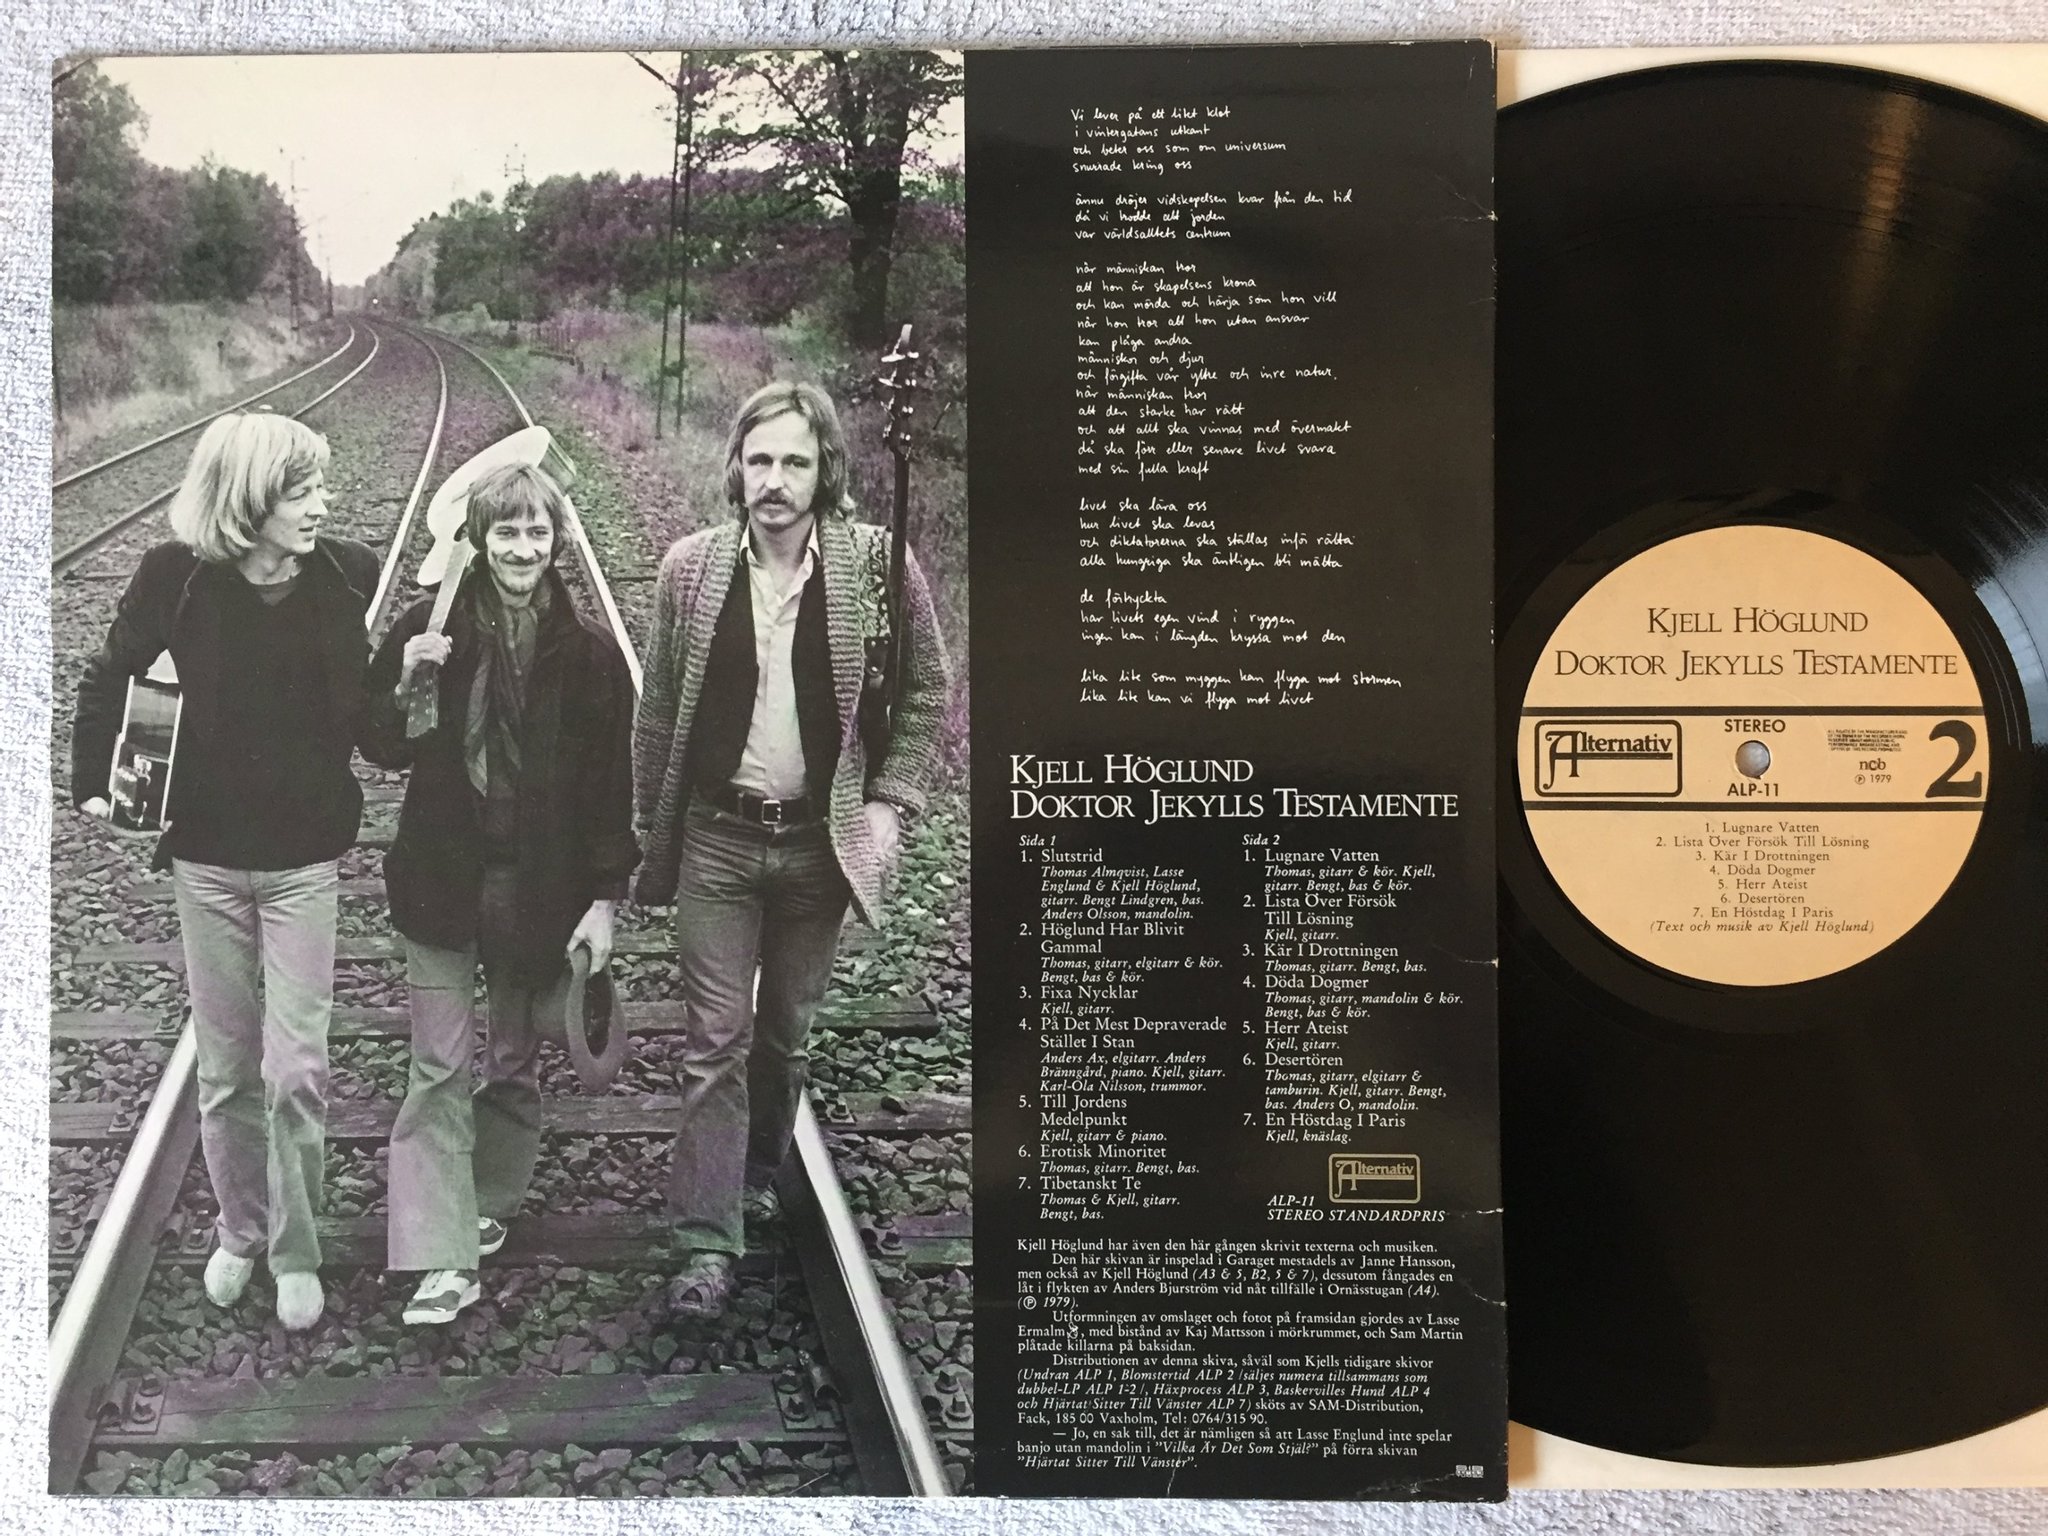 Vi lever på ett litet klot
i vintergatans utkant
och beter oss som om universum
snurrade kring oss
ännu dröjer vidskepelsen kvar från den tid
då vi trodde att jorden
var världsalltets centrum
når människan tror
att hon är skapelsens krona
och kan mörda och härja som hon vill
når hon tror att hon utan ansvar
kan plåga andra
människor och djur
och förgifta vår yttre och inre natur.
når människan tror
att den starke har rätt
och att allt ska vinnas med övermakt
då ska förr eller senare livet svara
med sin fulla kraft
livet ska lära oss
hur livet ska levas
och diktatorerna ska ställas inför rätta
alla hungriga ska äntligen bli mätta
de förtryckta
har livets egen vind i ryggen
ingen kan i längden kryssa mot den
lika lite som myggen kan flyga mot stormen
lika lite kan vi flyga mot livet
KJELL HÖGLUND
DOKTOR JEKYLLS TESTAMENTE
Sida 1
1. Slutstrid
Thomas Almqvist, Lasse
Englund & Kjell Höglund,
gitarr. Bengt Lindgren, bas.
Anders Olsson, mandolin.
2. Höglund Har Blivit
Gammal
Thomas, gitarr, elgitarr & kör.
Bengt, bas & kör.
3. Fixa Nycklar
Kjell, gitarr.
4. På Det Mest Depraverade
Stället I Stan
Anders Ax, elgitarr. Anders
Bränngård, piano. Kjell, gitarr.
Karl-Ola Nilsson, trummor.
5. Till Jordens
Medelpunkt
Kjell, gitarr & piano.
6. Erotisk Minoritet
Thomas, gitarr. Bengt, bas.
7. Tibetanskt Te
Thomas & Kjell, gitarr.
Bengt, bas.
Sida 2
1. Lugnare Vatten
Thomas, gitarr & kör. Kjell,
gitarr. Bengt, bas & kör.
2. Lista Över Försök
Till Lösning
Kjell, gitarr.
3. Kär I Drottningen
Thomas, gitarr. Bengt, bas.
4. Döda Dogmer
Thomas, gitarr, mandolin & kör.
Bengt, bas & kör.
5. Herr Ateist
Kjell, gitarr.
6. Desertören
Thomas, gitarr, elgitarr &
tamburin. Kjell, gitarr. Bengt,
bas. Anders O, mandolin.
7. En Höstdag I Paris
Kjell, knäslag.
Alternativ
ALP-11
STEREO STANDARDPRIS
Kjell Höglund har även den här gången skrivit texterna och musiken.
Den här skivan är inspelad i Garaget mestadels av Janne Hansson,
men också av Kjell Höglund (A3 & 5, B2, 5 & 7), dessutom fångades en
låt i flykten av Anders Bjurström vid nåt tillfälle i Ornässtugan (A4).
(℗ 1979).
Utformningen av omslaget och fotot på framsidan gjordes av Lasse
Ermalm, med bistånd av Kaj Mattsson i mörkrummet, och Sam Martin
plåtade killarna på baksidan.
Distributionen av denna skiva, såväl som Kjells tidigare skivor
(Undran ALP 1, Blomstertid ALP 2 /säljes numera tillsammans som
dubbel-LP ALP 1-2/, Häxprocess ALP 3, Baskervilles Hund ALP 4
och Hjärtat Sitter Till Vänster ALP 7) sköts av SAM-Distribution,
Fack, 185 00 Vaxholm, Tel: 0764/315 90.
— Jo, en sak till, det är nämligen så att Lasse Englund inte spelar
banjo utan mandolin i "Vilka Är Det Som Stjäl?" på förra skivan
"Hjärtat Sitter Till Vänster".
KJELL HÖGLUND
DOKTOR JEKYLLS TESTAMENTE
Alternativ
STEREO
ALP-11
ncb
℗ 1979
2
1. Lugnare Vatten
2. Lista Över Försök Till Lösning
3. Kär I Drottningen
4. Döda Dogmer
5. Herr Ateist
6. Desertören
7. En Höstdag I Paris
(Text och musik av Kjell Höglund)